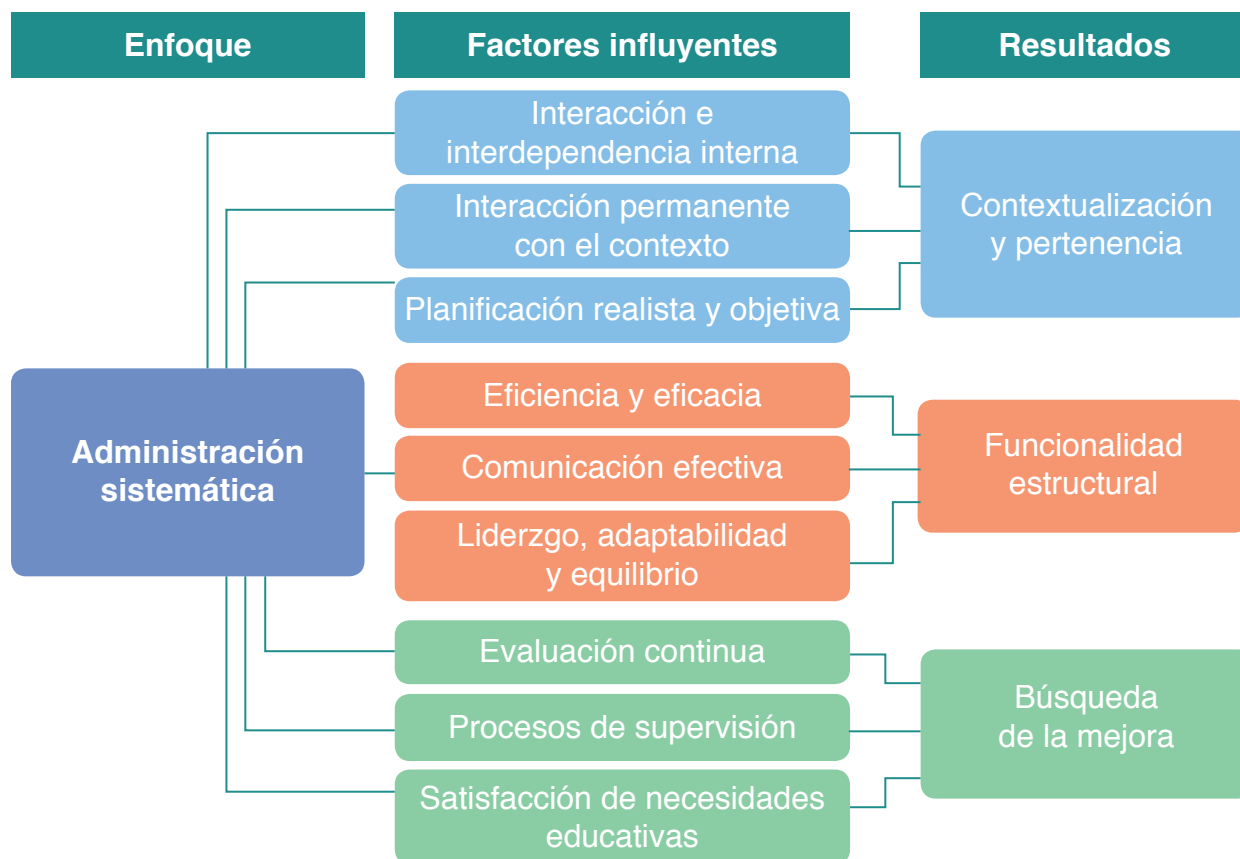 Enfoque
Factores influyentes
Resultados
Interacción e
interdependencia interna
Interacción permanente
con el contexto
Planificación realista y objetiva
Contextualización
y pertenencia
Administración
sistemática
Eficiencia y eficacia
Comunicación efectiva
Liderzgo, adaptabilidad
y equilibrio
Funcionalidad
estructural
Evaluación continua
Procesos de supervisión
Satisfacción de necesidades
educativas
Búsqueda
de la mejora